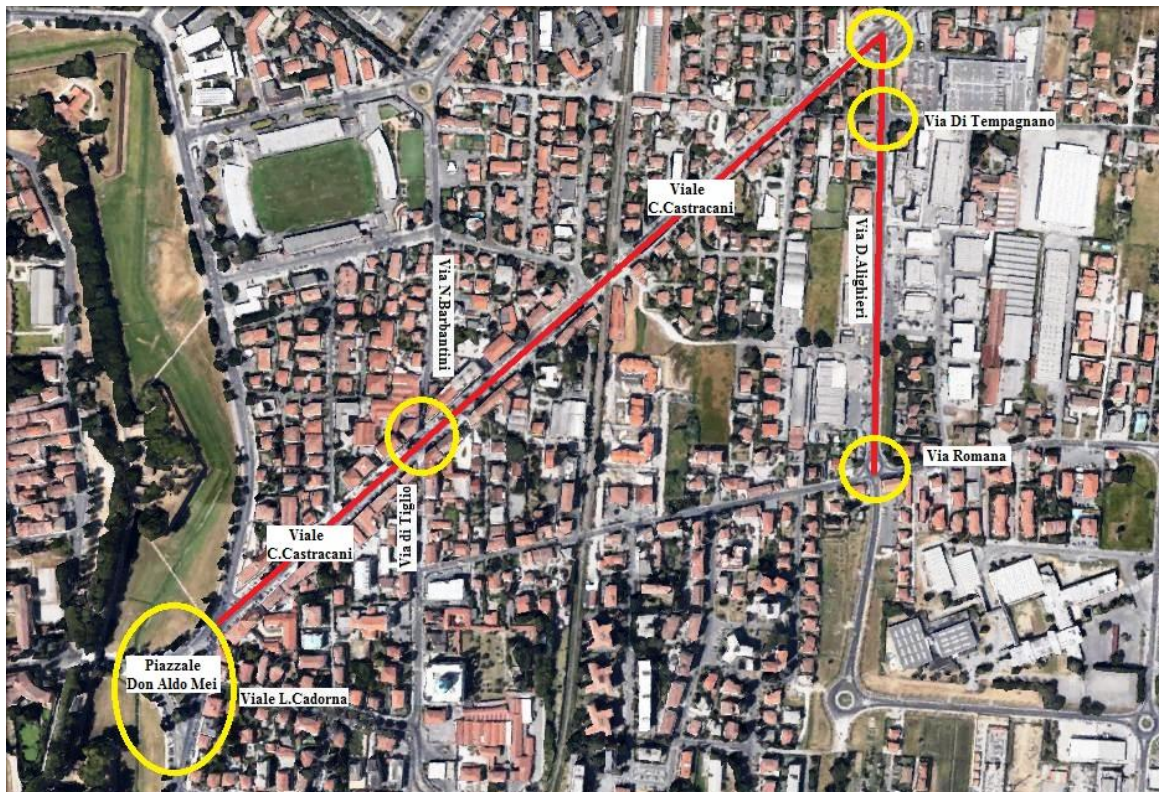 Via Di Tempagnano
Viale
C.Castracani
Via D.Alighieri
Via N.Barbantini
Via Romana
Via di Tiglio
Viale
C.Castracani
Piazzale
Don Aldo Mei
Viale L.Cadorna